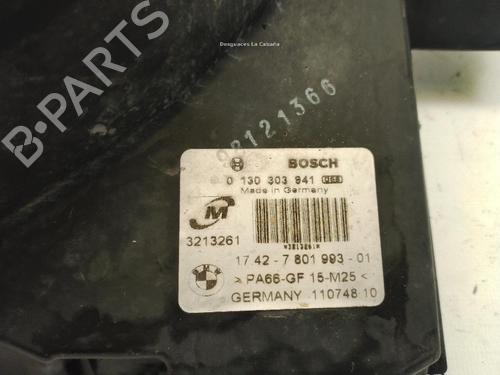 Desguaces La Cabaña
B-PARTS
08121366
BOSCH
0 130 303 941
Made in Germany
M
3213261
17 42 - 7 801 993 - 01
> PA66-GF 15-M25 <
GERMANY 110748 10